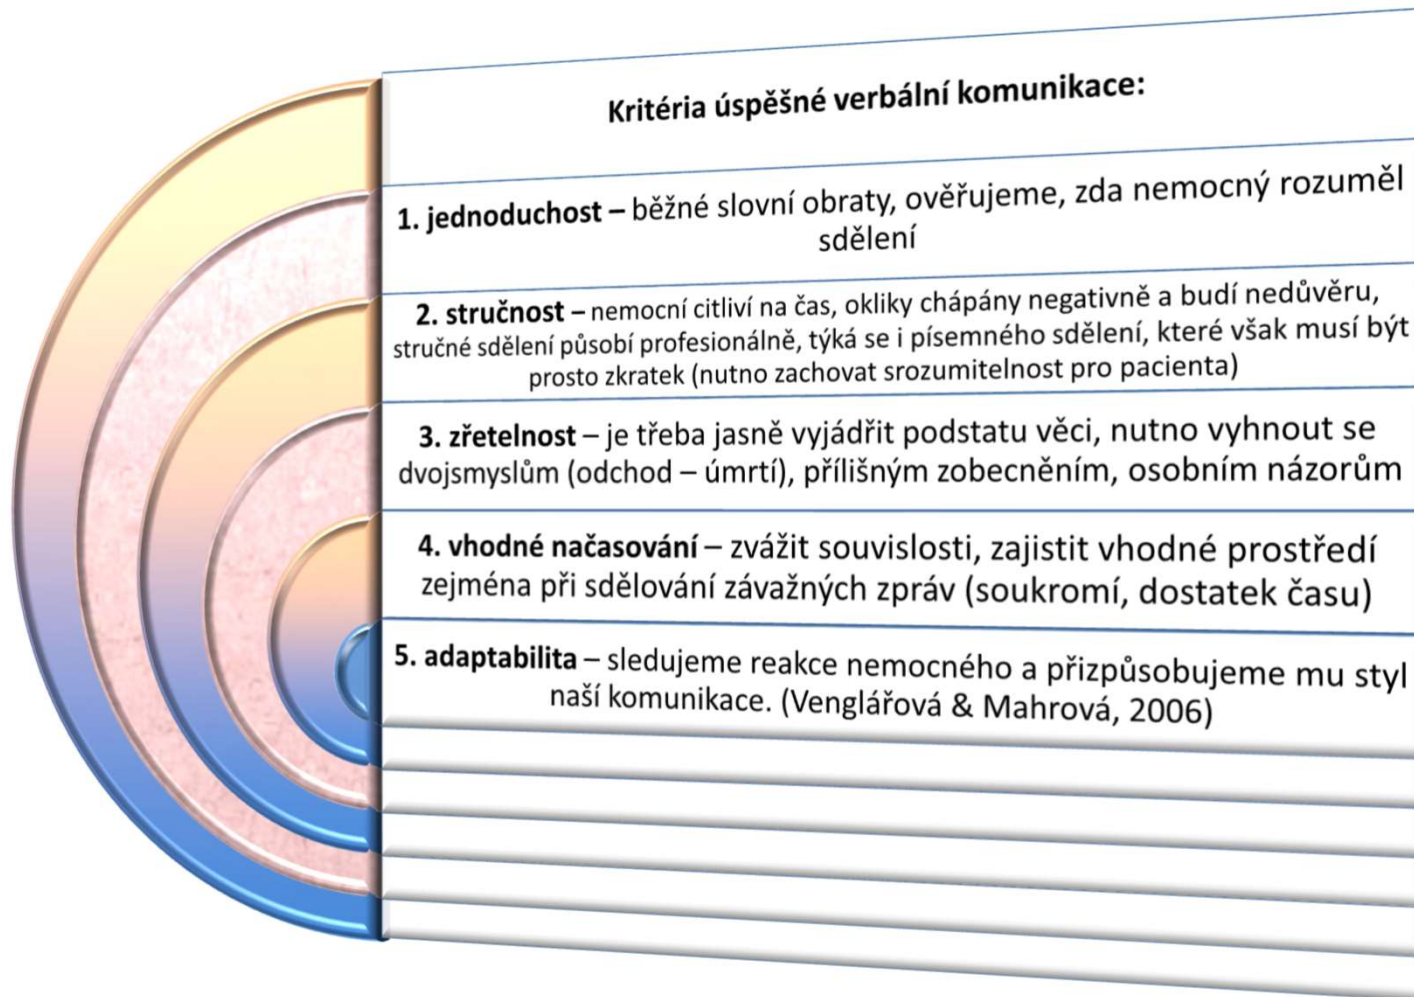 Kritéria úspěšné verbální komunikace:
1. jednoduchost – běžné slovní obraty, ověřujeme, zda nemocný rozuměl
sdělení
2. stručnost – nemocní citliví na čas, okliky chápány negativně a budí nedůvěru,
stručné sdělení působí profesionálně, týká se i písemného sdělení, které však musí být
prosto zkratek (nutno zachovat srozumitelnost pro pacienta)
3. zřetelnost – je třeba jasně vyjádřit podstatu věci, nutno vyhnout se
dvojsmyslům (odchod – úmrtí), přílišným zobecněním, osobním názorům
4. vhodné načasování – zvážit souvislosti, zajistit vhodné prostředí
zejména při sdělování závažných zpráv (soukromí, dostatek času)
5. adaptabilita – sledujeme reakce nemocného a přizpůsobujeme mu styl
naší komunikace. (Venglářová & Mahrová, 2006)